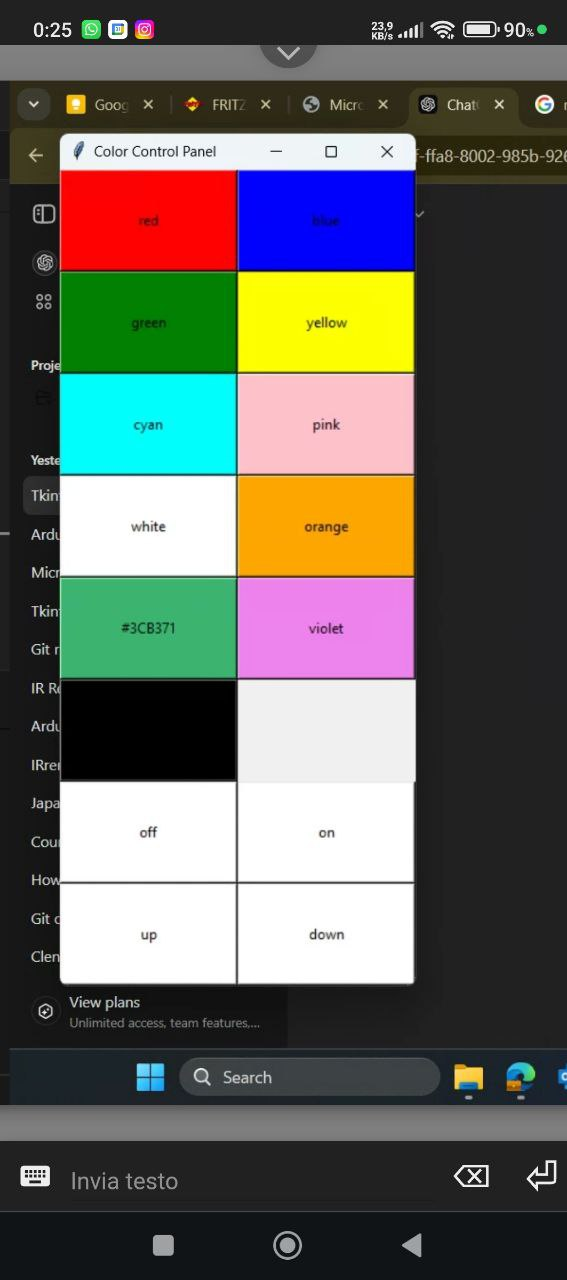 0:25
23,9
KB/s
90%
Goog
FRITZ
Micro
Chat
Color Control Panel
-ffa8-8002-985b-926
red
blue
green
yellow
Proje
cyan
pink
Yeste
Tkin
white
orange
Ardu
Micr
Tkin
#3CB371
violet
Git r
IR Re
Ardu
IRrer
Japa
off
on
Cour
How
Git c
up
down
Clen
View plans
Unlimited access, team features,...
Search
Invia testo